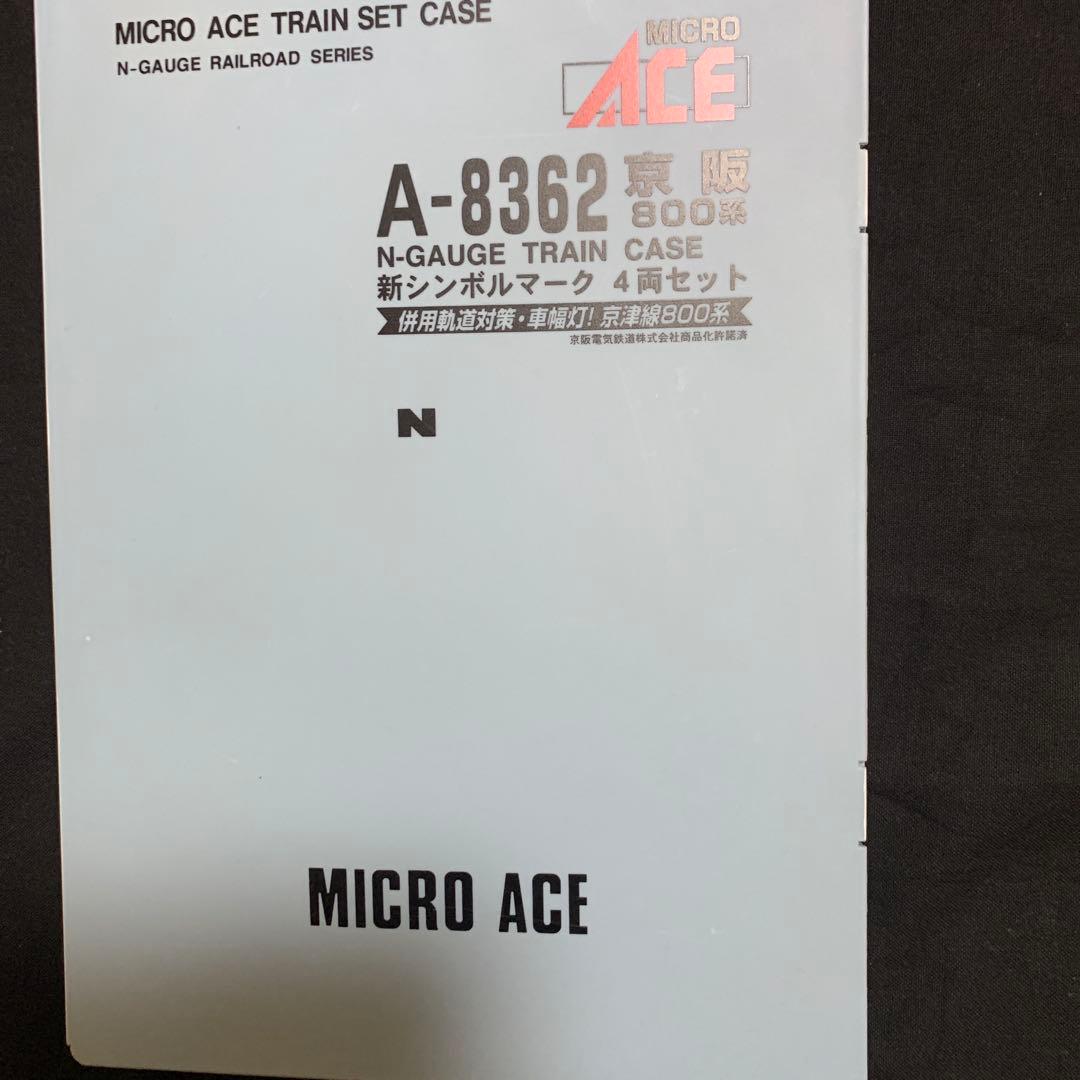 MICRO ACE TRAIN SET CASE
N-GAUGE RAILROAD SERIES
MICRO
ACE
A-8362 京阪
800系
N-GAUGE TRAIN CASE
新シンボルマーク 4両セット
併用軌道対策・車幅灯! 京津線800系
京阪電気鉄道株式会社商品化許諾済
N
MICRO ACE